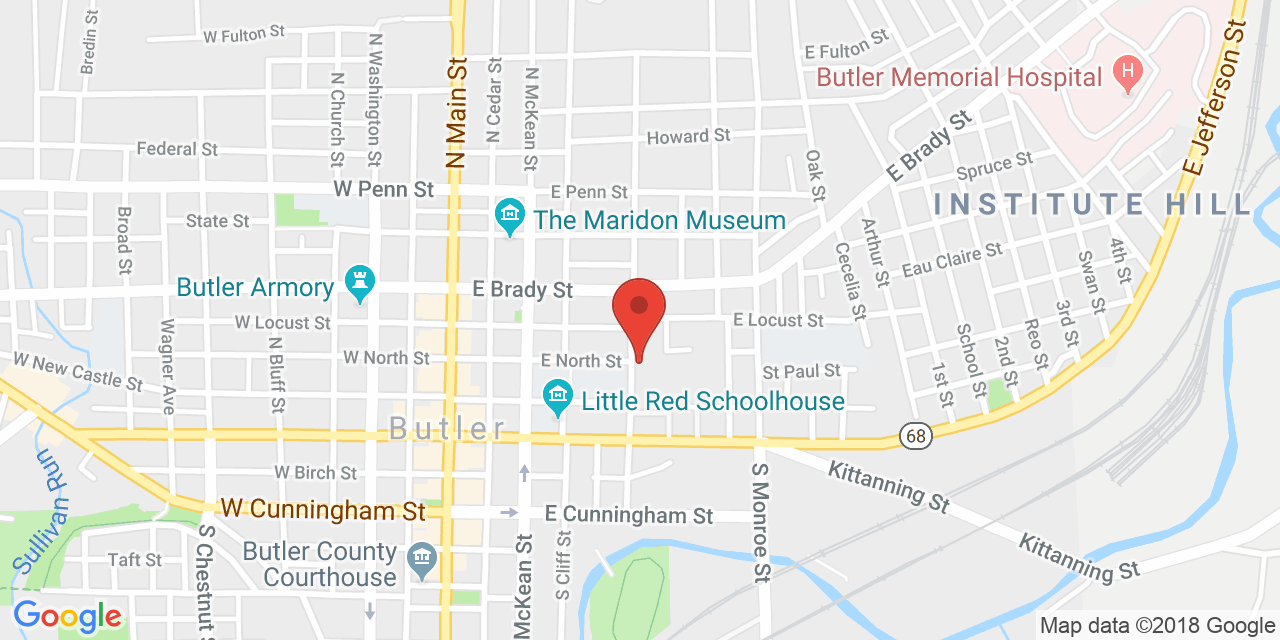 Bredin St
W Fulton St
N Washington St
N Church St
N Main St
N Cedar St
N McKean St
E Fulton St
Butler Memorial Hospital
H
E Jefferson St
Federal St
Howard St
Oak St
E Brady St
Spruce St
W Penn St
E Penn St
INSTITUTE HILL
State St
The Maridon Museum
Broad St
Arthur St
Cecelia St
Eau Claire St
4th St
Swan St
Butler Armory
E Brady St
3rd St
Reo St
W Locust St
E Locust St
Wagner Ave
N Bluff St
School St
2nd St
W New Castle St
W North St
E North St
St Paul St
1st St
Little Red Schoolhouse
Butler
68
Sullivan Run
W Birch St
Kittanning St
S Monroe St
W Cunningham St
E Cunningham St
S Chestnut S
Taft St
Butler County
Courthouse
McKean St
S Cliff St
Kittanning St
Google
Map data ©2018 Google